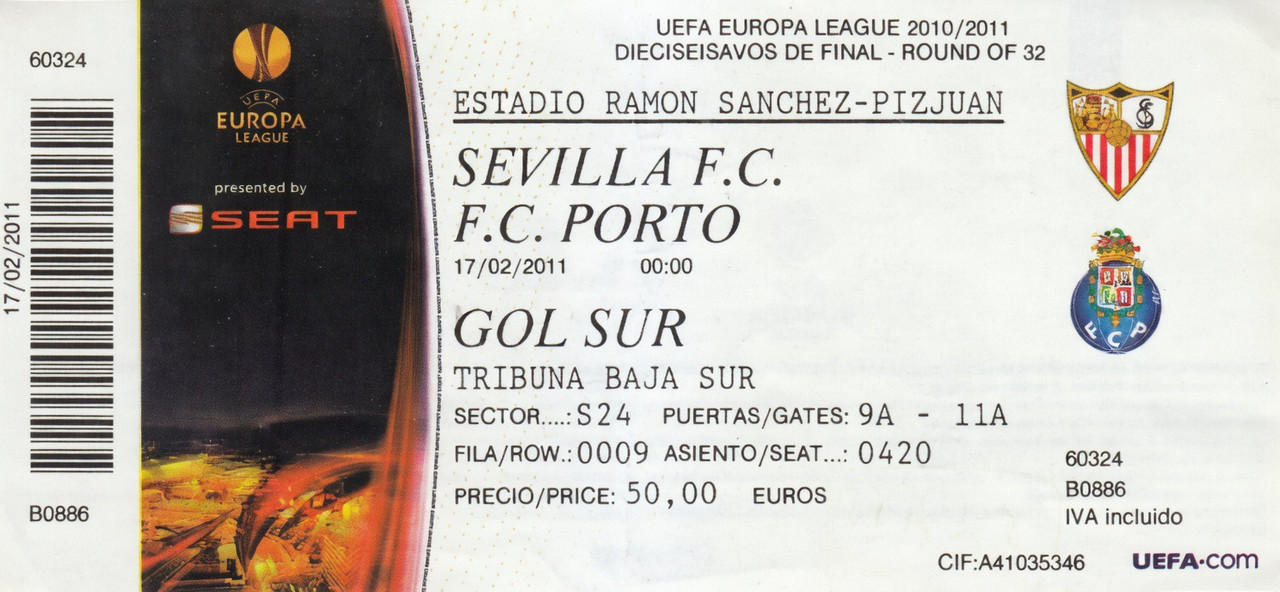 60324
17/02/2011
B0886
UEFA
EUROPA
LEAGUE
presented by
SEAT
UEFA EUROPA LEAGUE 2010/2011
DIECISEISAVOS DE FINAL - ROUND OF 32
ESTADIO RAMON SANCHEZ-PIZJUAN
SEVILLA F.C.
F.C. PORTO
17/02/2011 00:00
GOL SUR
TRIBUNA BAJA SUR
SECTOR....:S24 PUERTAS/GATES: 9A - 11A
FILA/ROW.:0009 ASIENTO/SEAT...: 0420
PRECIO/PRICE: 50,00 EUROS
FCP
60324
B0886
IVA incluido
CIF:A41035346
UEFA.com